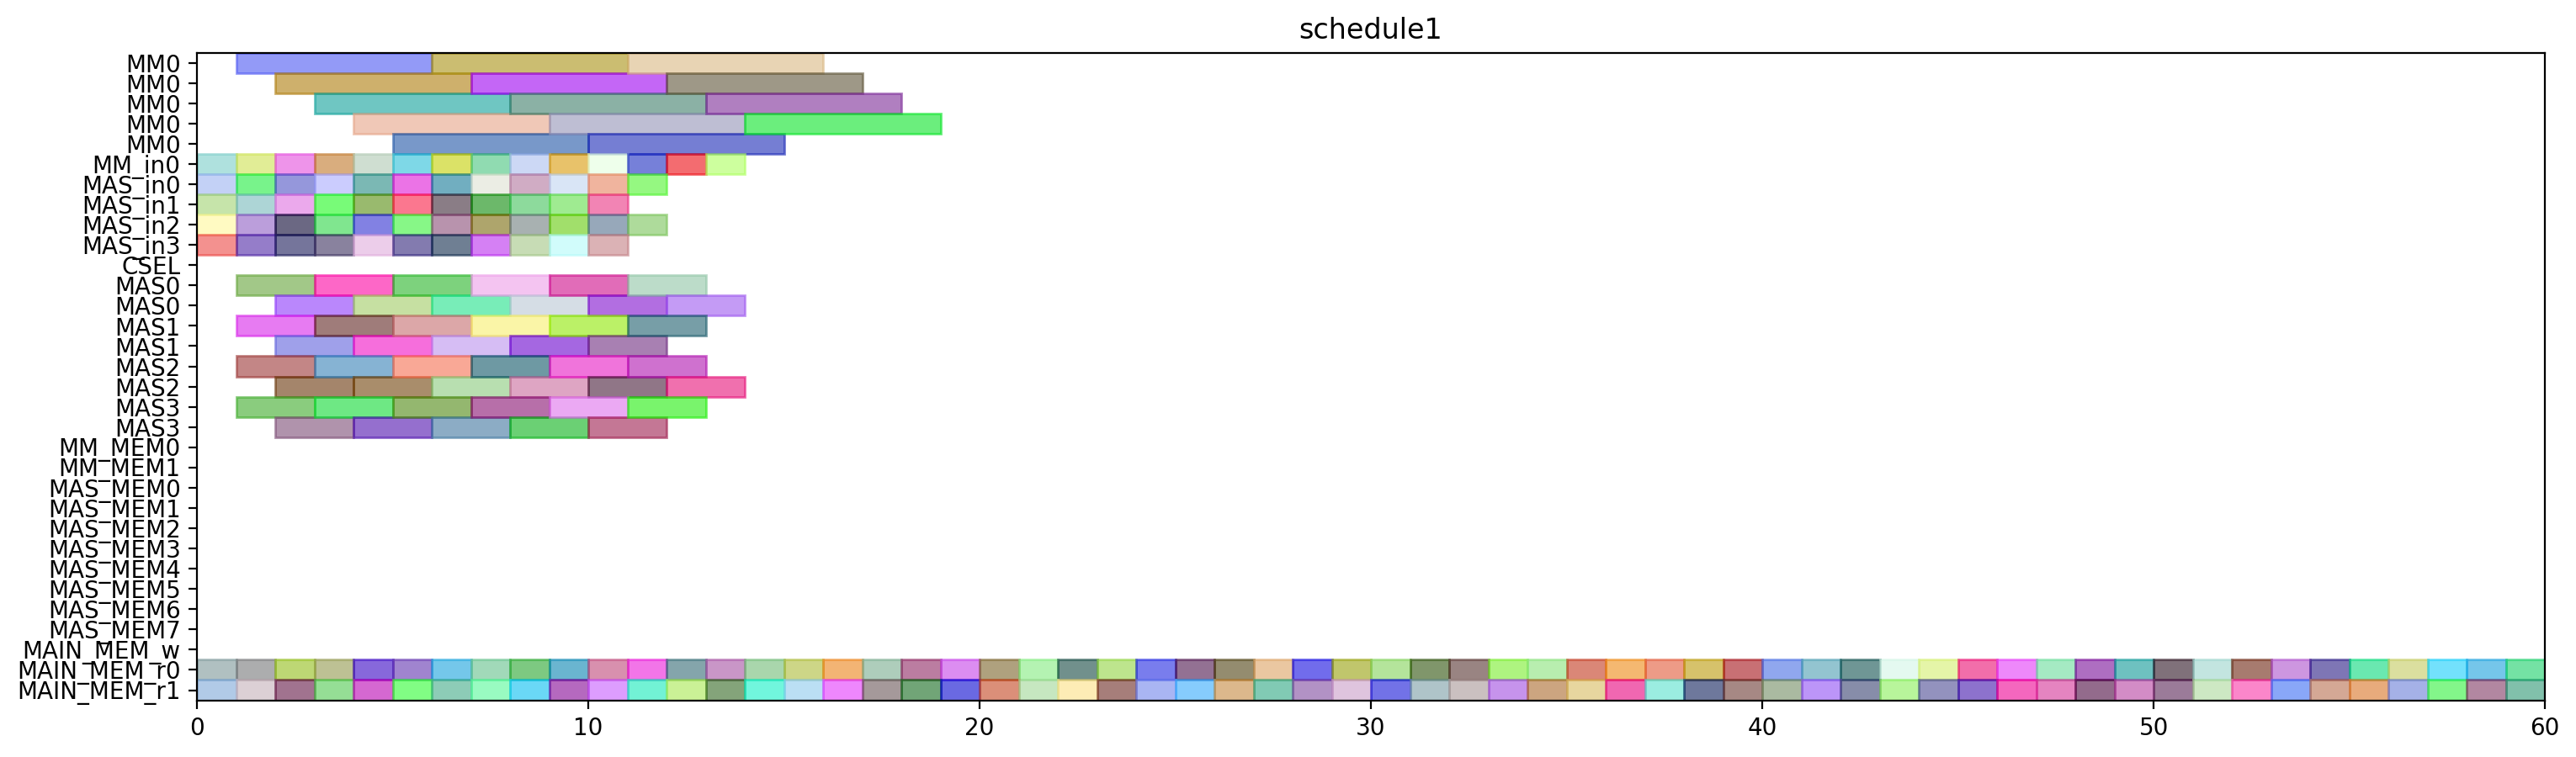 schedule1
MM0
MM0
MM0
MM0
MM0
MM_in0
MAS_in0
MAS_in1
MAS_in2
MAS_in3
CSEL
MAS0
MAS0
MAS1
MAS1
MAS2
MAS2
MAS3
MAS3
MM_MEM0
MM_MEM1
MAS_MEM0
MAS_MEM1
MAS_MEM2
MAS_MEM3
MAS_MEM4
MAS_MEM5
MAS_MEM6
MAS_MEM7
MAIN_MEM_w
MAIN_MEM_r0
MAIN_MEM_r1
0 10 20 30 40 50 60